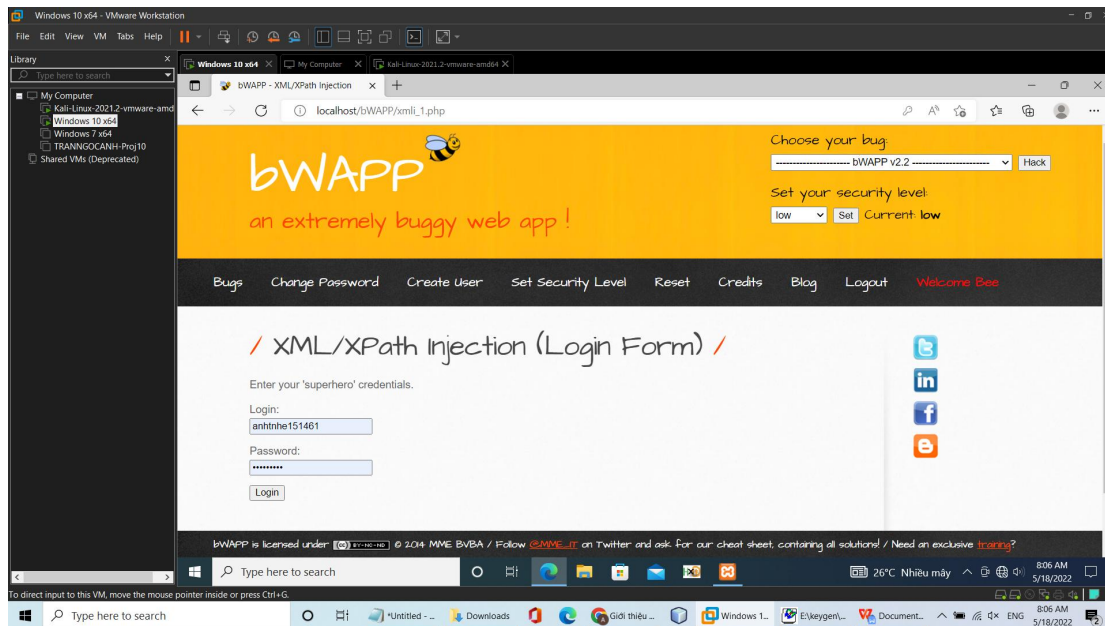 Windows 10 x64 - VMware Workstation
File Edit View VM Tabs Help
Library
Type here to search
My Computer
Kali-Linux-2021.2-vmware-amd
Windows 10 x64
Windows 7 x64
TRANNGOCANH-Proj10
Shared VMs (Deprecated)
Windows 10 x64 My Computer Kali-Linux-2021.2-vmware-amd64
bWAPP - XML/XPath Injection
localhost/bWAPP/xmli_1.php
bWAPP
an extremely buggy web app !
Choose your bug:
---------------------- bWAPP v2.2 ----------------------- Hack
Set your security level:
low Set Current: low
Bugs Change Password Create User Set Security Level Reset Credits Blog Logout Welcome Bee
/ XML/XPath Injection (Login Form) /
Enter your 'superhero' credentials.
Login:
anhtnhe151461
Password:
•••••••••
Login
bWAPP is licensed under © 2014 MME BVBA / Follow @MME_IT on Twitter and ask for our cheat sheet, containing all solutions! / Need an exclusive training?
Type here to search
26°C Nhiều mây
8:06 AM
5/18/2022
To direct input to this VM, move the mouse pointer inside or press Ctrl+G.
Type here to search
*Untitled - ... Downloads Giới thiệu ... Windows 1... E:\keygen\... Document... ENG
8:06 AM
5/18/2022